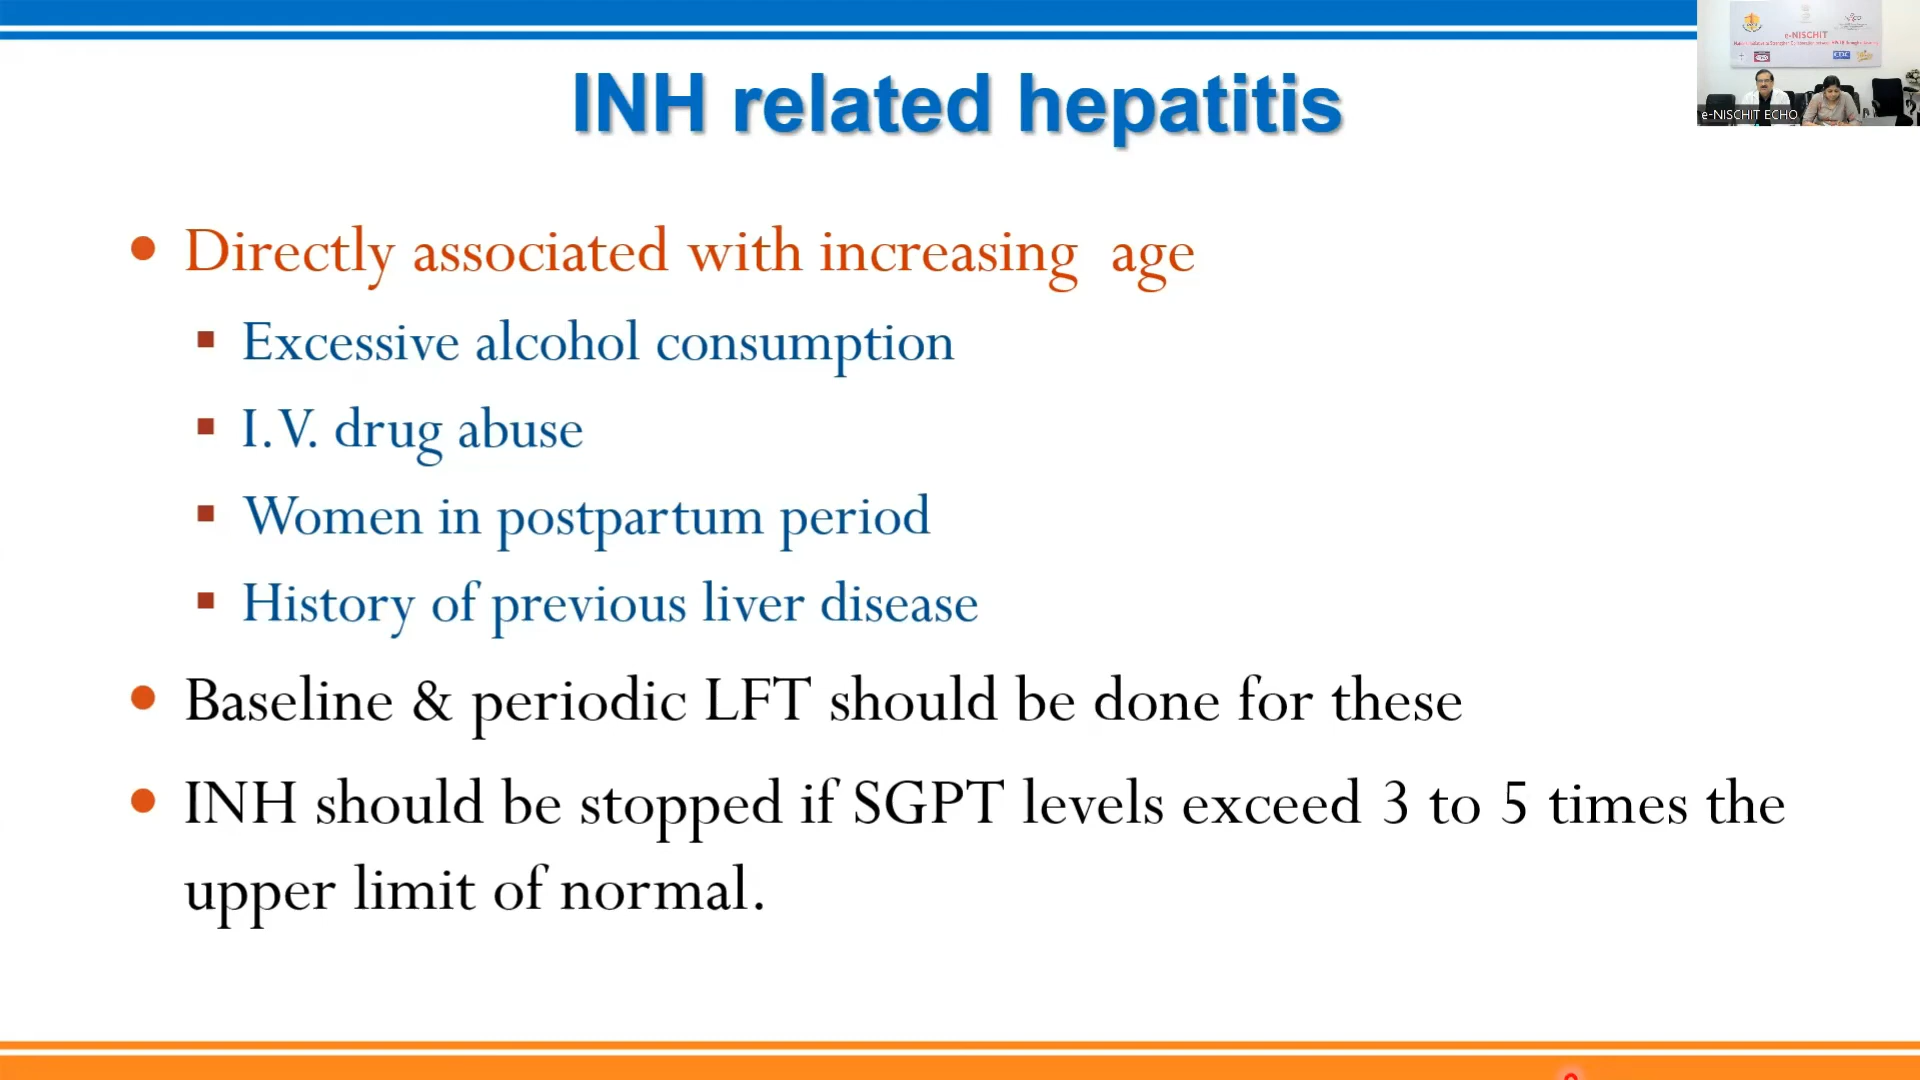 INH related hepatitis
e-NISCHIT
e-NISCHIT ECHO
• Directly associated with increasing age
▪ Excessive alcohol consumption
▪ I.V. drug abuse
▪ Women in postpartum period
▪ History of previous liver disease
• Baseline & periodic LFT should be done for these
• INH should be stopped if SGPT levels exceed 3 to 5 times the
upper limit of normal.